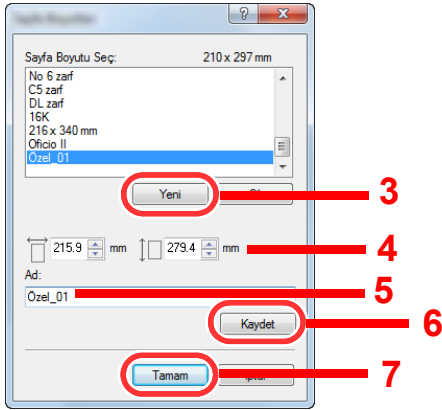 Sayfa Boyutu Seç: 210 x 297 mm
No 6 zarf
C5 zarf
DL zarf
16K
216 x 340 mm
Oficio II
Özel_01
Yeni
3
215.9 mm 279.4 mm
4
Ad:
5
Özel_01
Kaydet
6
Tamam
7